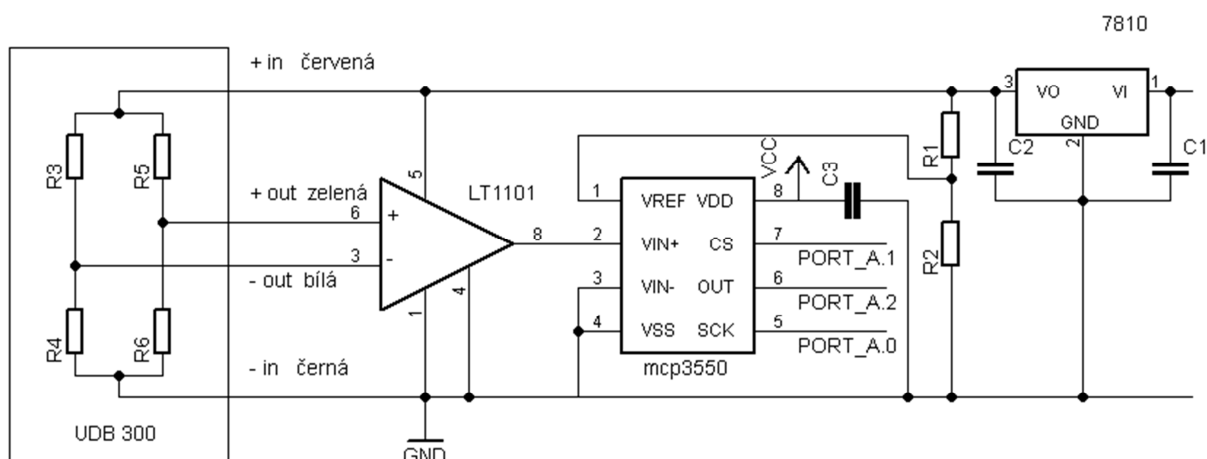 7810
+ in červená
3
VO
VI
1
GND
2
C2
C1
R3
R5
R1
5
LT1101
+ out zelená
6
+
3
-
- out bílá
8
4
1
VCC
C3
1
VREF
VDD
8
2
VIN+
CS
7
PORT_A.1
3
VIN-
OUT
6
PORT_A.2
4
VSS
SCK
5
PORT_A.0
mcp3550
R2
R4
R6
- in černá
UDB 300
GND